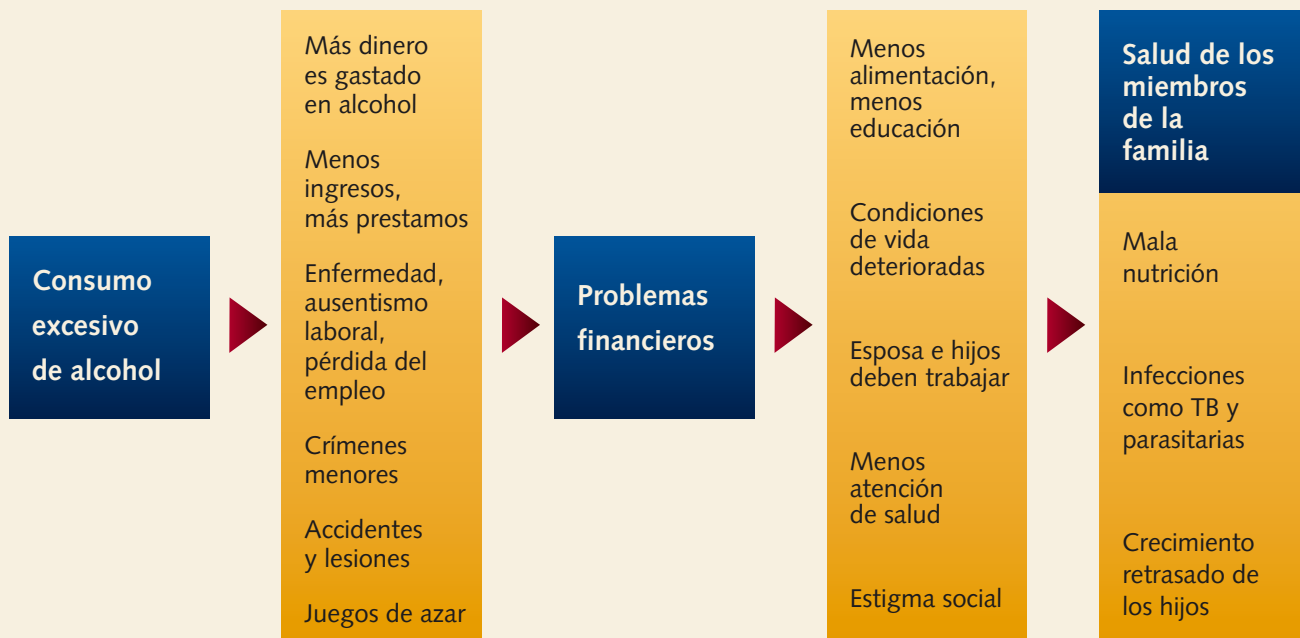 Consumo
excesivo
de alcohol
Más dinero
es gastado
en alcohol
Menos
ingresos,
más prestamos
Enfermedad,
ausentismo
laboral,
pérdida del
empleo
Crímenes
menores
Accidentes
y lesiones
Juegos de azar
Problemas
financieros
Menos
alimentación,
menos
educación
Condiciones
de vida
deterioradas
Esposa e hijos
deben trabajar
Menos
atención
de salud
Estigma social
Salud de los
miembros
de la
familia
Mala
nutrición
Infecciones
como TB y
parasitarias
Crecimiento
retrasado de
los hijos